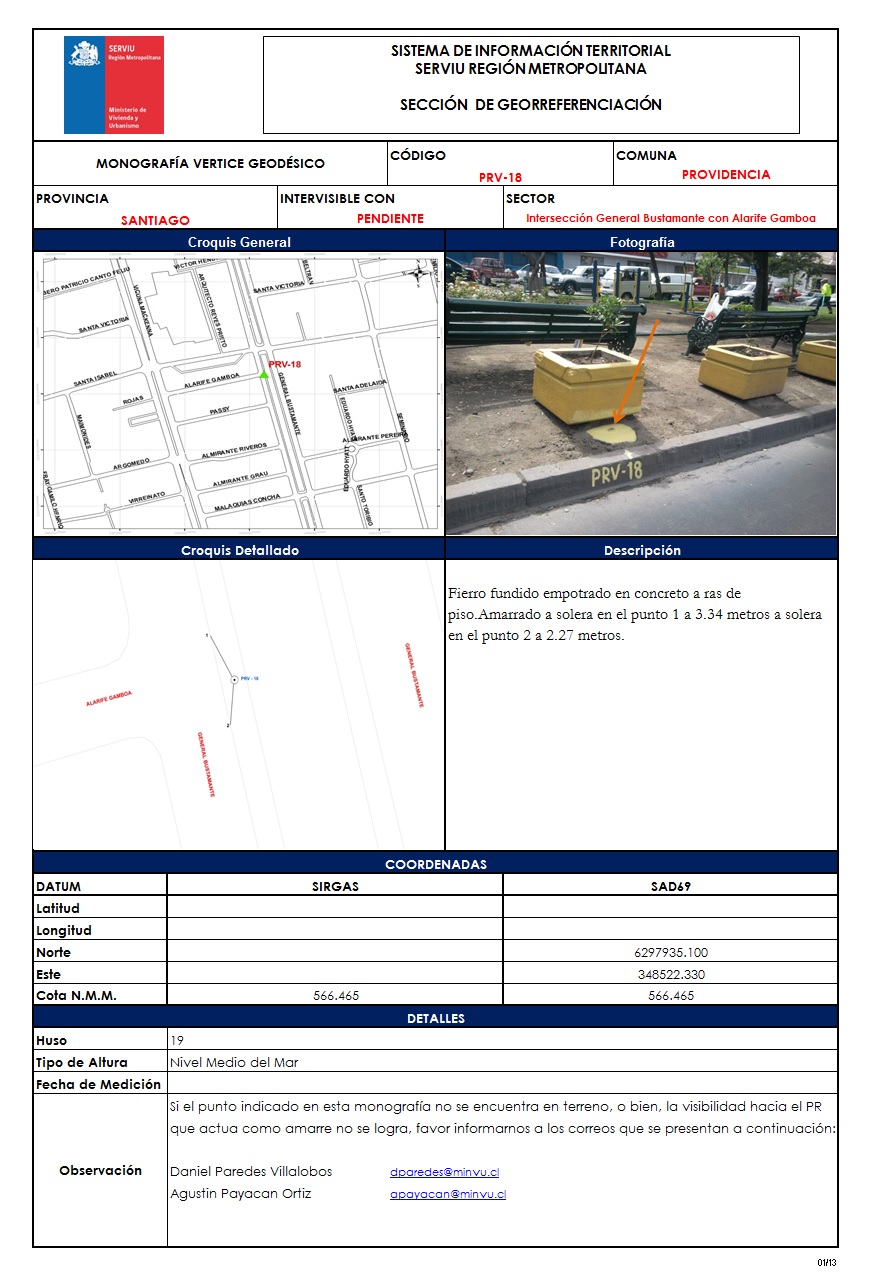 SERVIU
Región Metropolitana
Ministerio de
Vivienda y
Urbanismo
SISTEMA DE INFORMACIÓN TERRITORIAL
SERVIU REGIÓN METROPOLITANA
SECCIÓN DE GEORREFERENCIACIÓN
MONOGRAFÍA VERTICE GEODÉSICO
CÓDIGO
PRV-18
COMUNA
PROVIDENCIA
PROVINCIA
SANTIAGO
INTERVISIBLE CON
PENDIENTE
SECTOR
Intersección General Bustamante con Alarife Gamboa
Croquis General
Fotografía
PATRICIO CANTO FELIU
VICUNA MACKENNA
ARQUITECTO REYES PRIETO
BELTRAN
SANTA VICTORIA
SANTA VICTORIA
SANTA ISABEL
ALARIFE GAMBOA
PRV-18
GENERAL BUSTAMANTE
SANTA ADELAIDA
ROJAS
PASSY
MAIMONIDES
EDUARDO HYATT
SEMINARIO
ALMIRANTE PEREIRA
ALMIRANTE RIVEROS
ARGOMEDO
ALMIRANTE GRAU
EDUARDO HYATT
VIRREINATO
MALAQUIAS CONCHA
SANTO TORIBIO
FRAY CAMILO HENRIQ
PRV-18
Croquis Detallado
Descripción
1
PRV - 18
2
ALARIFE GAMBOA
GENERAL BUSTAMANTE
GENERAL BUSTAMANTE
Fierro fundido empotrado en concreto a ras de
piso.Amarrado a solera en el punto 1 a 3.34 metros a solera
en el punto 2 a 2.27 metros.
COORDENADAS
DATUM SIRGAS SAD69
Latitud
Longitud
Norte 6297935.100
Este 348522.330
Cota N.M.M. 566.465 566.465
DETALLES
Huso 19
Tipo de Altura Nivel Medio del Mar
Fecha de Medición
Observación
Si el punto indicado en esta monografía no se encuentra en terreno, o bien, la visibilidad hacia el PR
que actua como amarre no se logra, favor informarnos a los correos que se presentan a continuación:
Daniel Paredes Villalobos dparedes@minvu.cl
Agustin Payacan Ortiz apayacan@minvu.cl
01/13